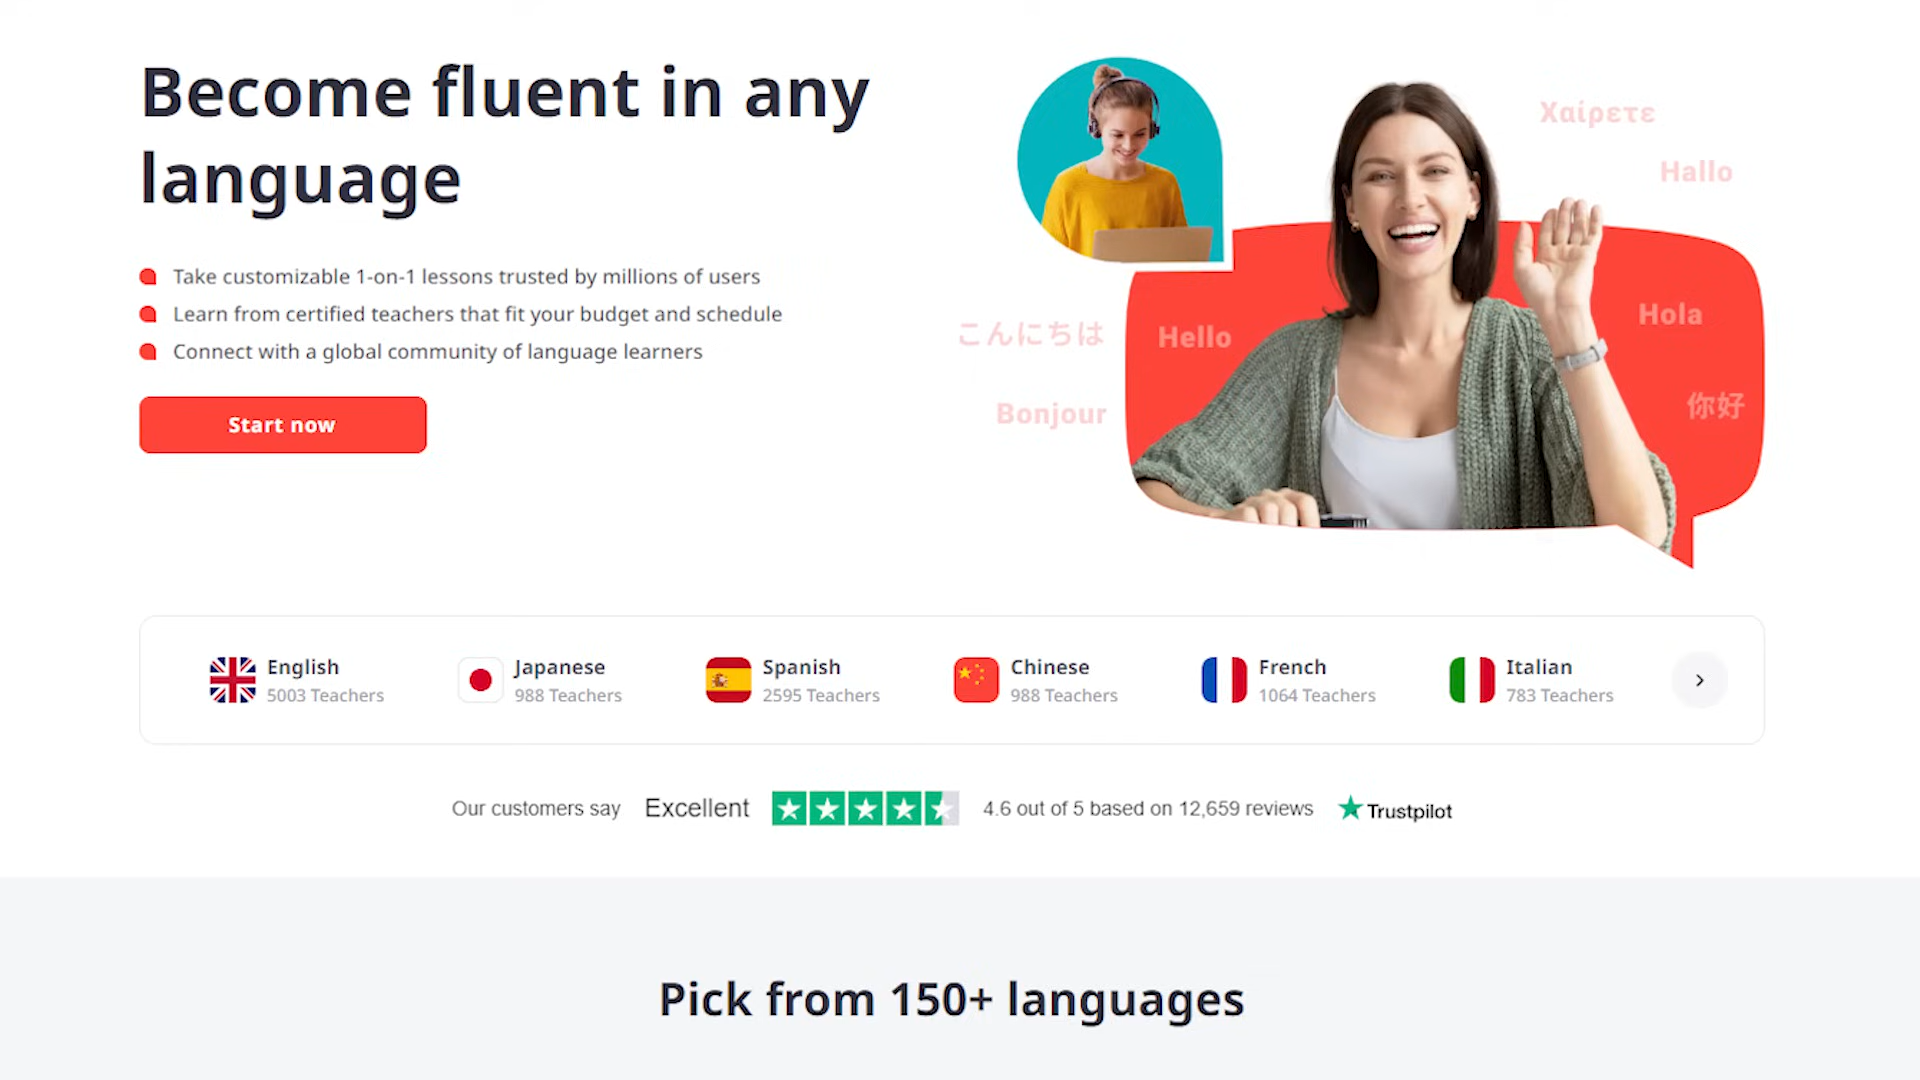 Become fluent in any
language
Take customizable 1-on-1 lessons trusted by millions of users
Learn from certified teachers that fit your budget and schedule
Connect with a global community of language learners
Start now
Χαίρετε
Hallo
こんにちは
Hello
Hola
Bonjour
你好
English
5003 Teachers
Japanese
988 Teachers
Spanish
2595 Teachers
Chinese
988 Teachers
French
1064 Teachers
Italian
783 Teachers
Our customers say Excellent 4.6 out of 5 based on 12,659 reviews Trustpilot
Pick from 150+ languages